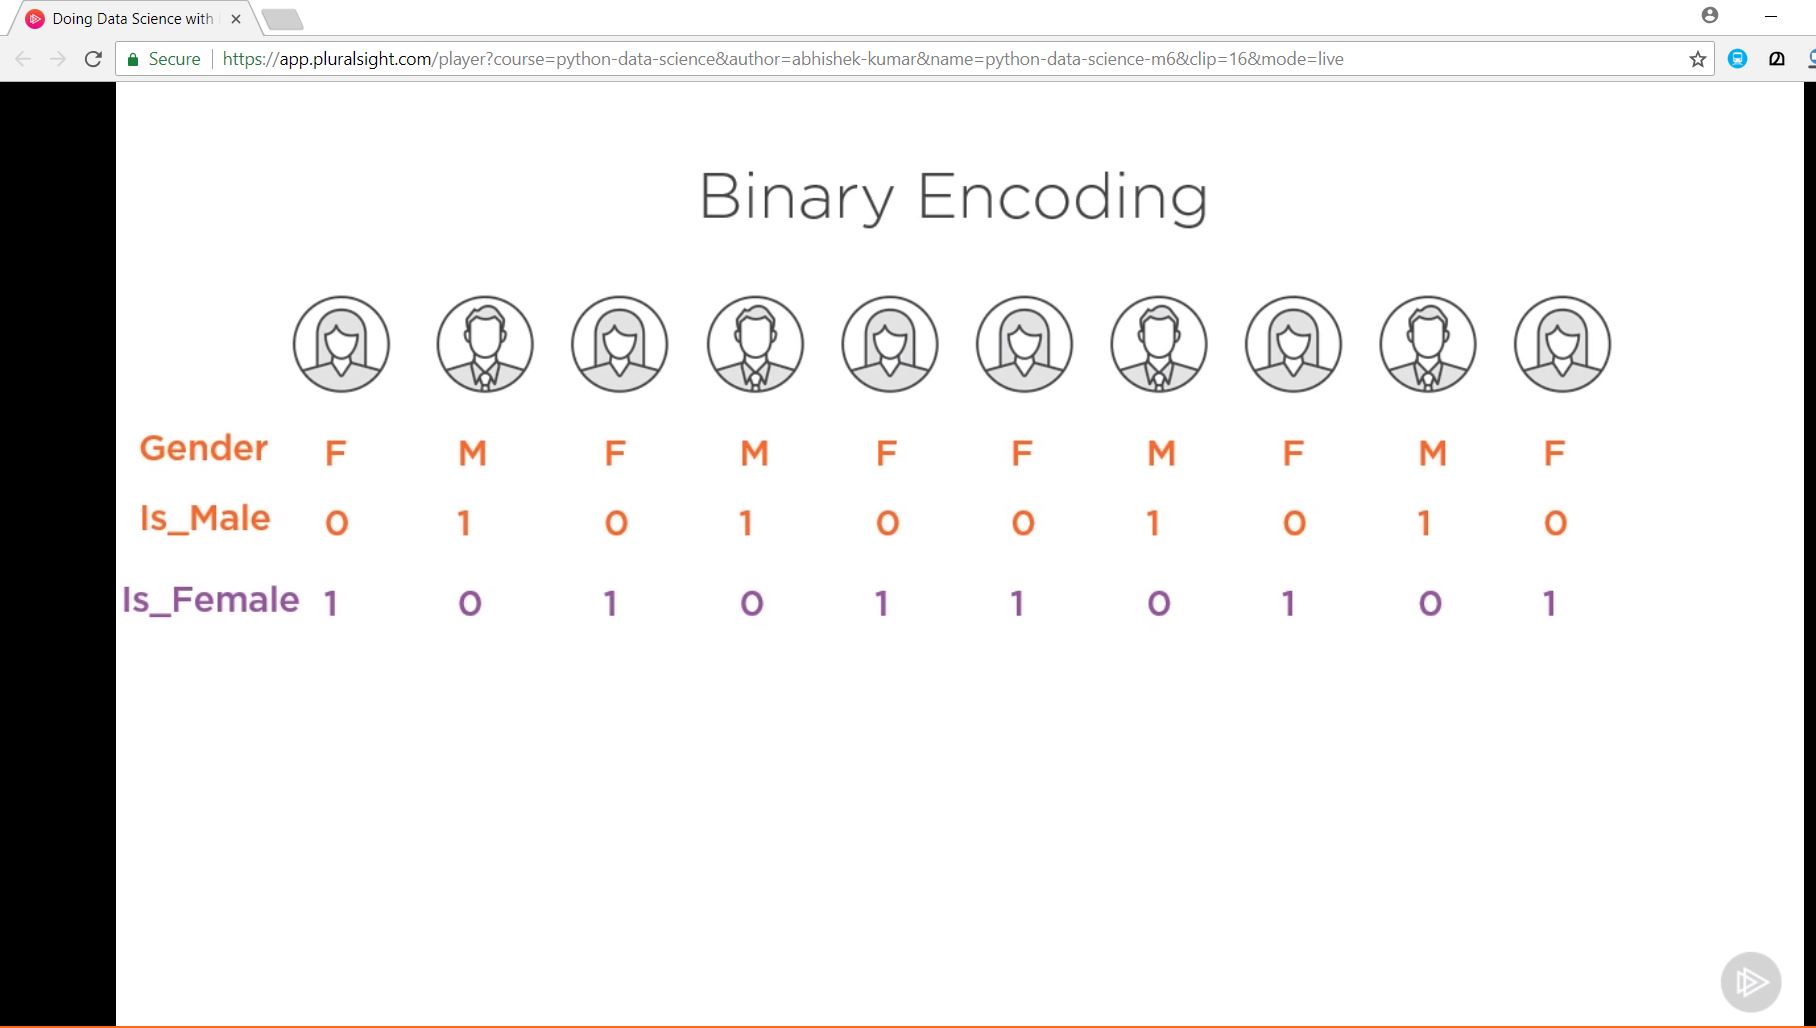 Doing Data Science with
Secure https://app.pluralsight.com/player?course=python-data-science&author=abhishek-kumar&name=python-data-science-m6&clip=16&mode=live
Binary Encoding
Gender F M F M F F M F M F
Is_Male 0 1 0 1 0 0 1 0 1 0
Is_Female 1 0 1 0 1 1 0 1 0 1